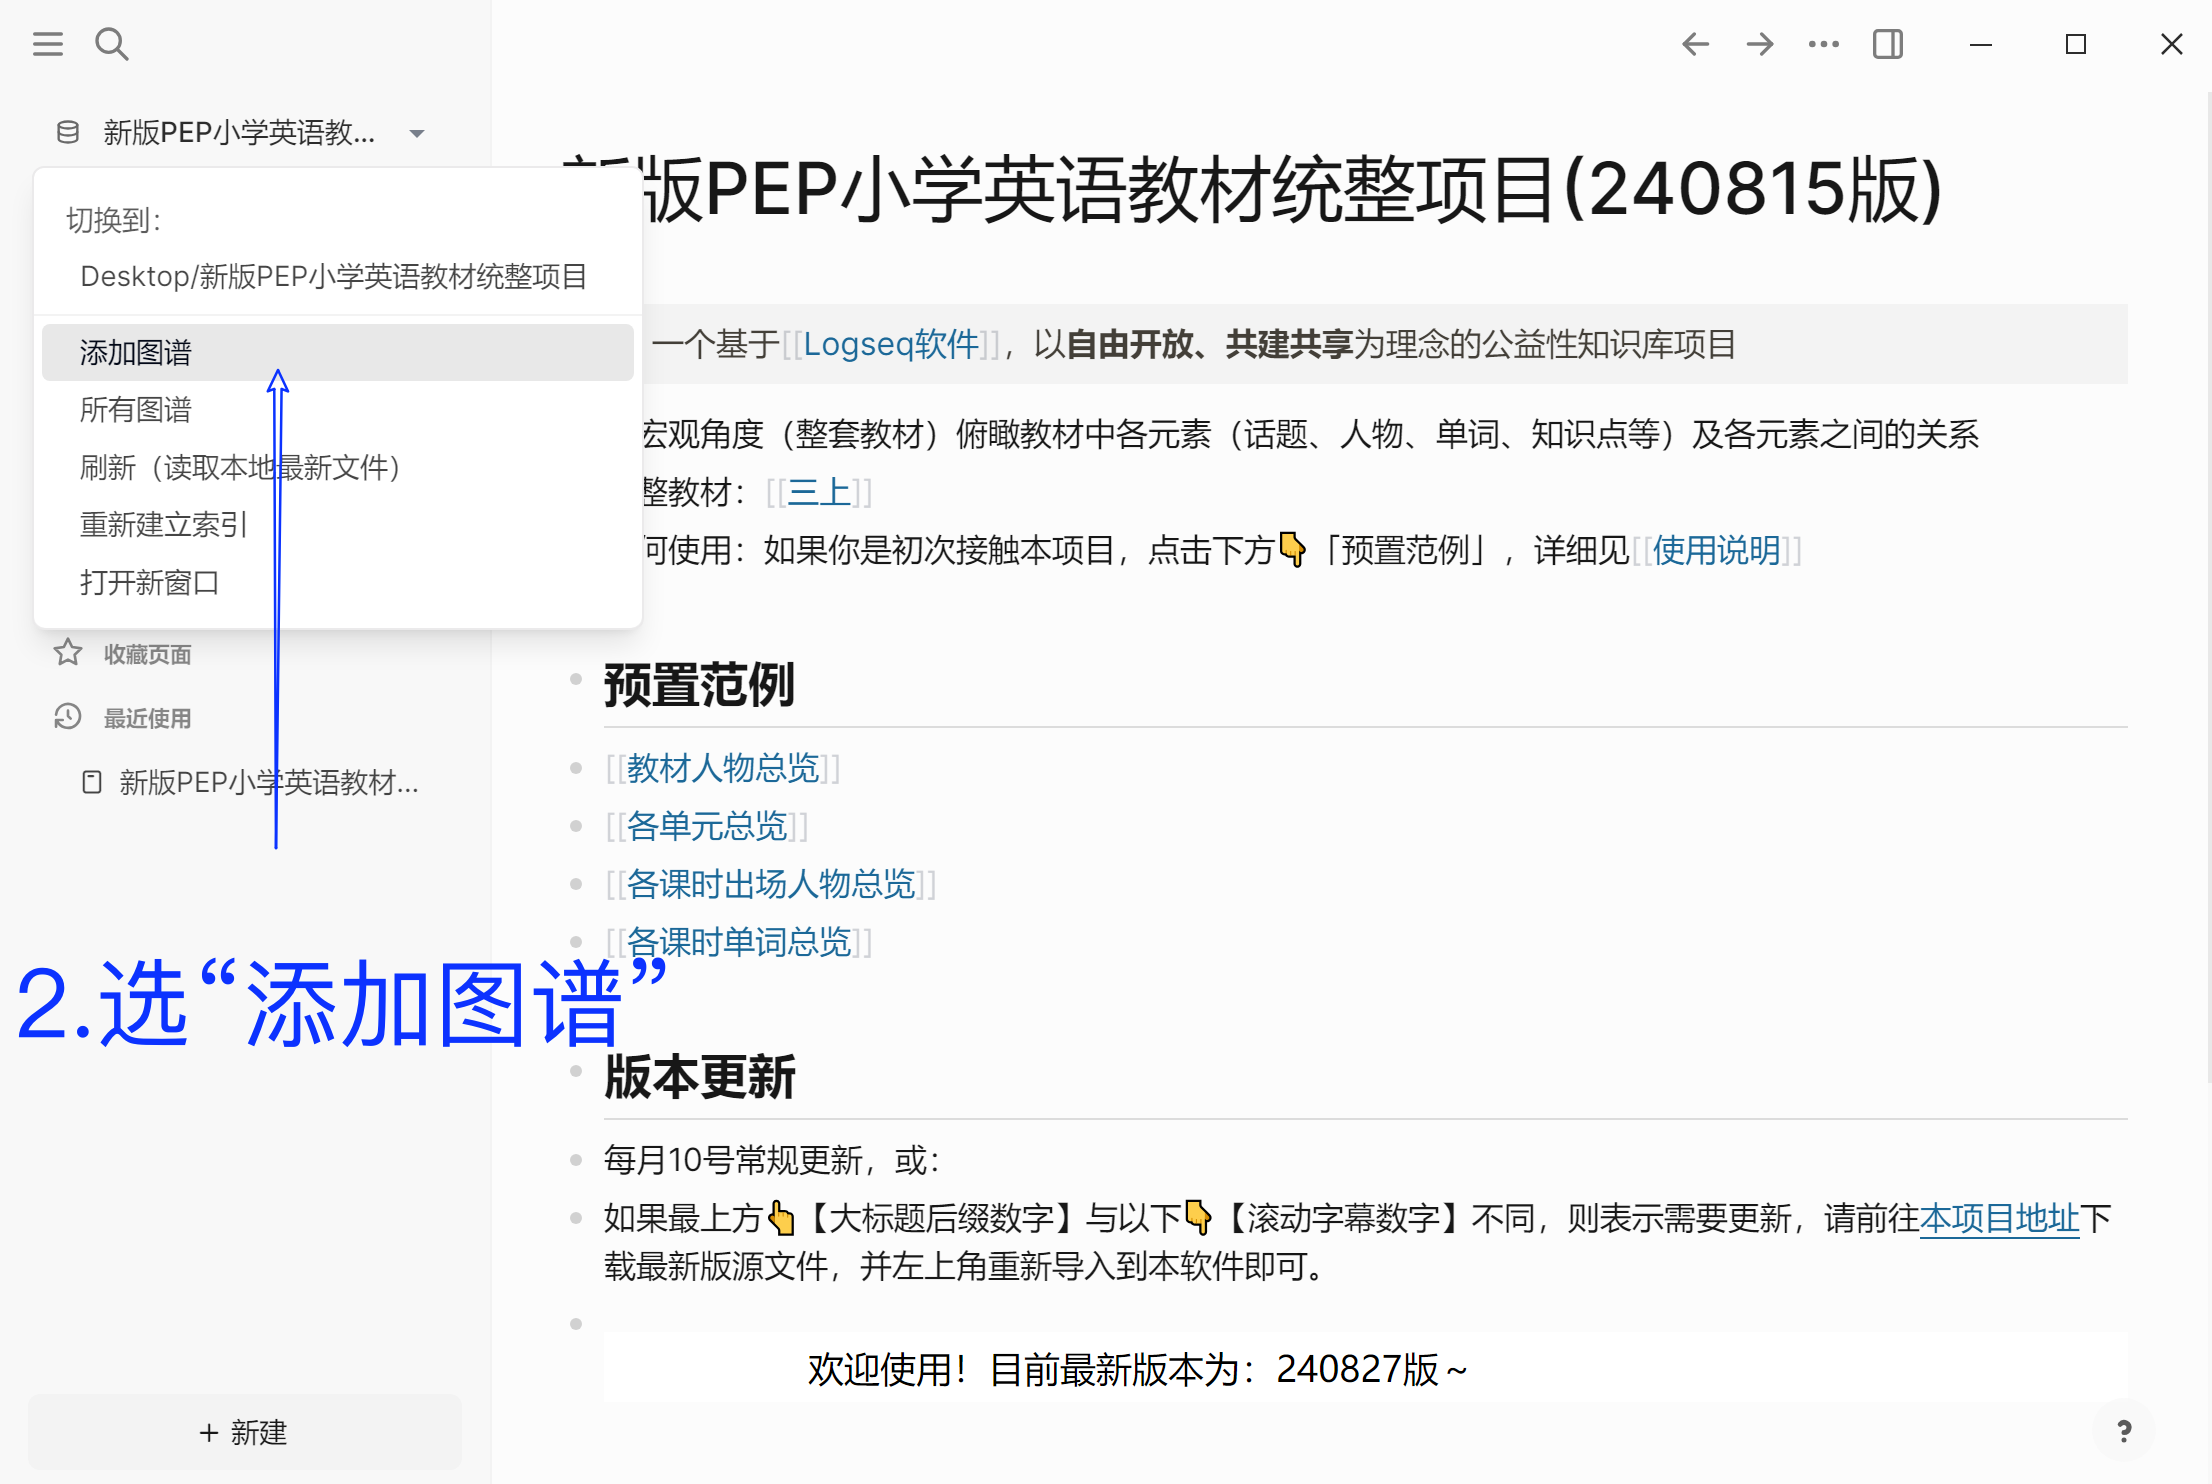 新版PEP小学英语教...
切换到：
Desktop/新版PEP小学英语教材统整项目
添加图谱
所有图谱
刷新（读取本地最新文件）
重新建立索引
打开新窗口
收藏页面
最近使用
新版PEP小学英语教材...
2.选“添加图谱”
+ 新建
新版PEP小学英语教材统整项目(240815版)
一个基于[[Logseq软件]]，以自由开放、共建共享为理念的公益性知识库项目
宏观角度（整套教材）俯瞰教材中各元素（话题、人物、单词、知识点等）及各元素之间的关系
整教材：[[三上]]
何使用：如果你是初次接触本项目，点击下方👇「预置范例」，详细见[[使用说明]]
预置范例
[[教材人物总览]]
[[各单元总览]]
[[各课时出场人物总览]]
[[各课时单词总览]]
版本更新
每月10号常规更新，或：
如果最上方👆【大标题后缀数字】与以下👇【滚动字幕数字】不同，则表示需要更新，请前往本项目地址下
载最新版源文件，并左上角重新导入到本软件即可。
欢迎使用！目前最新版本为：240827版～
?